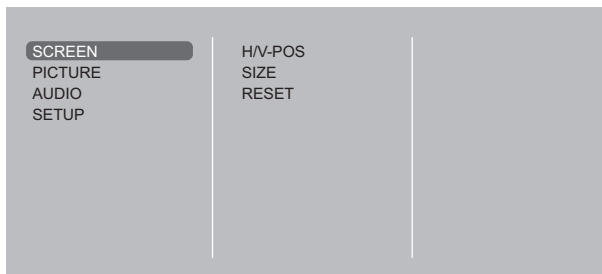 SCREEN
PICTURE
AUDIO
SETUP
H/V-POS
SIZE
RESET